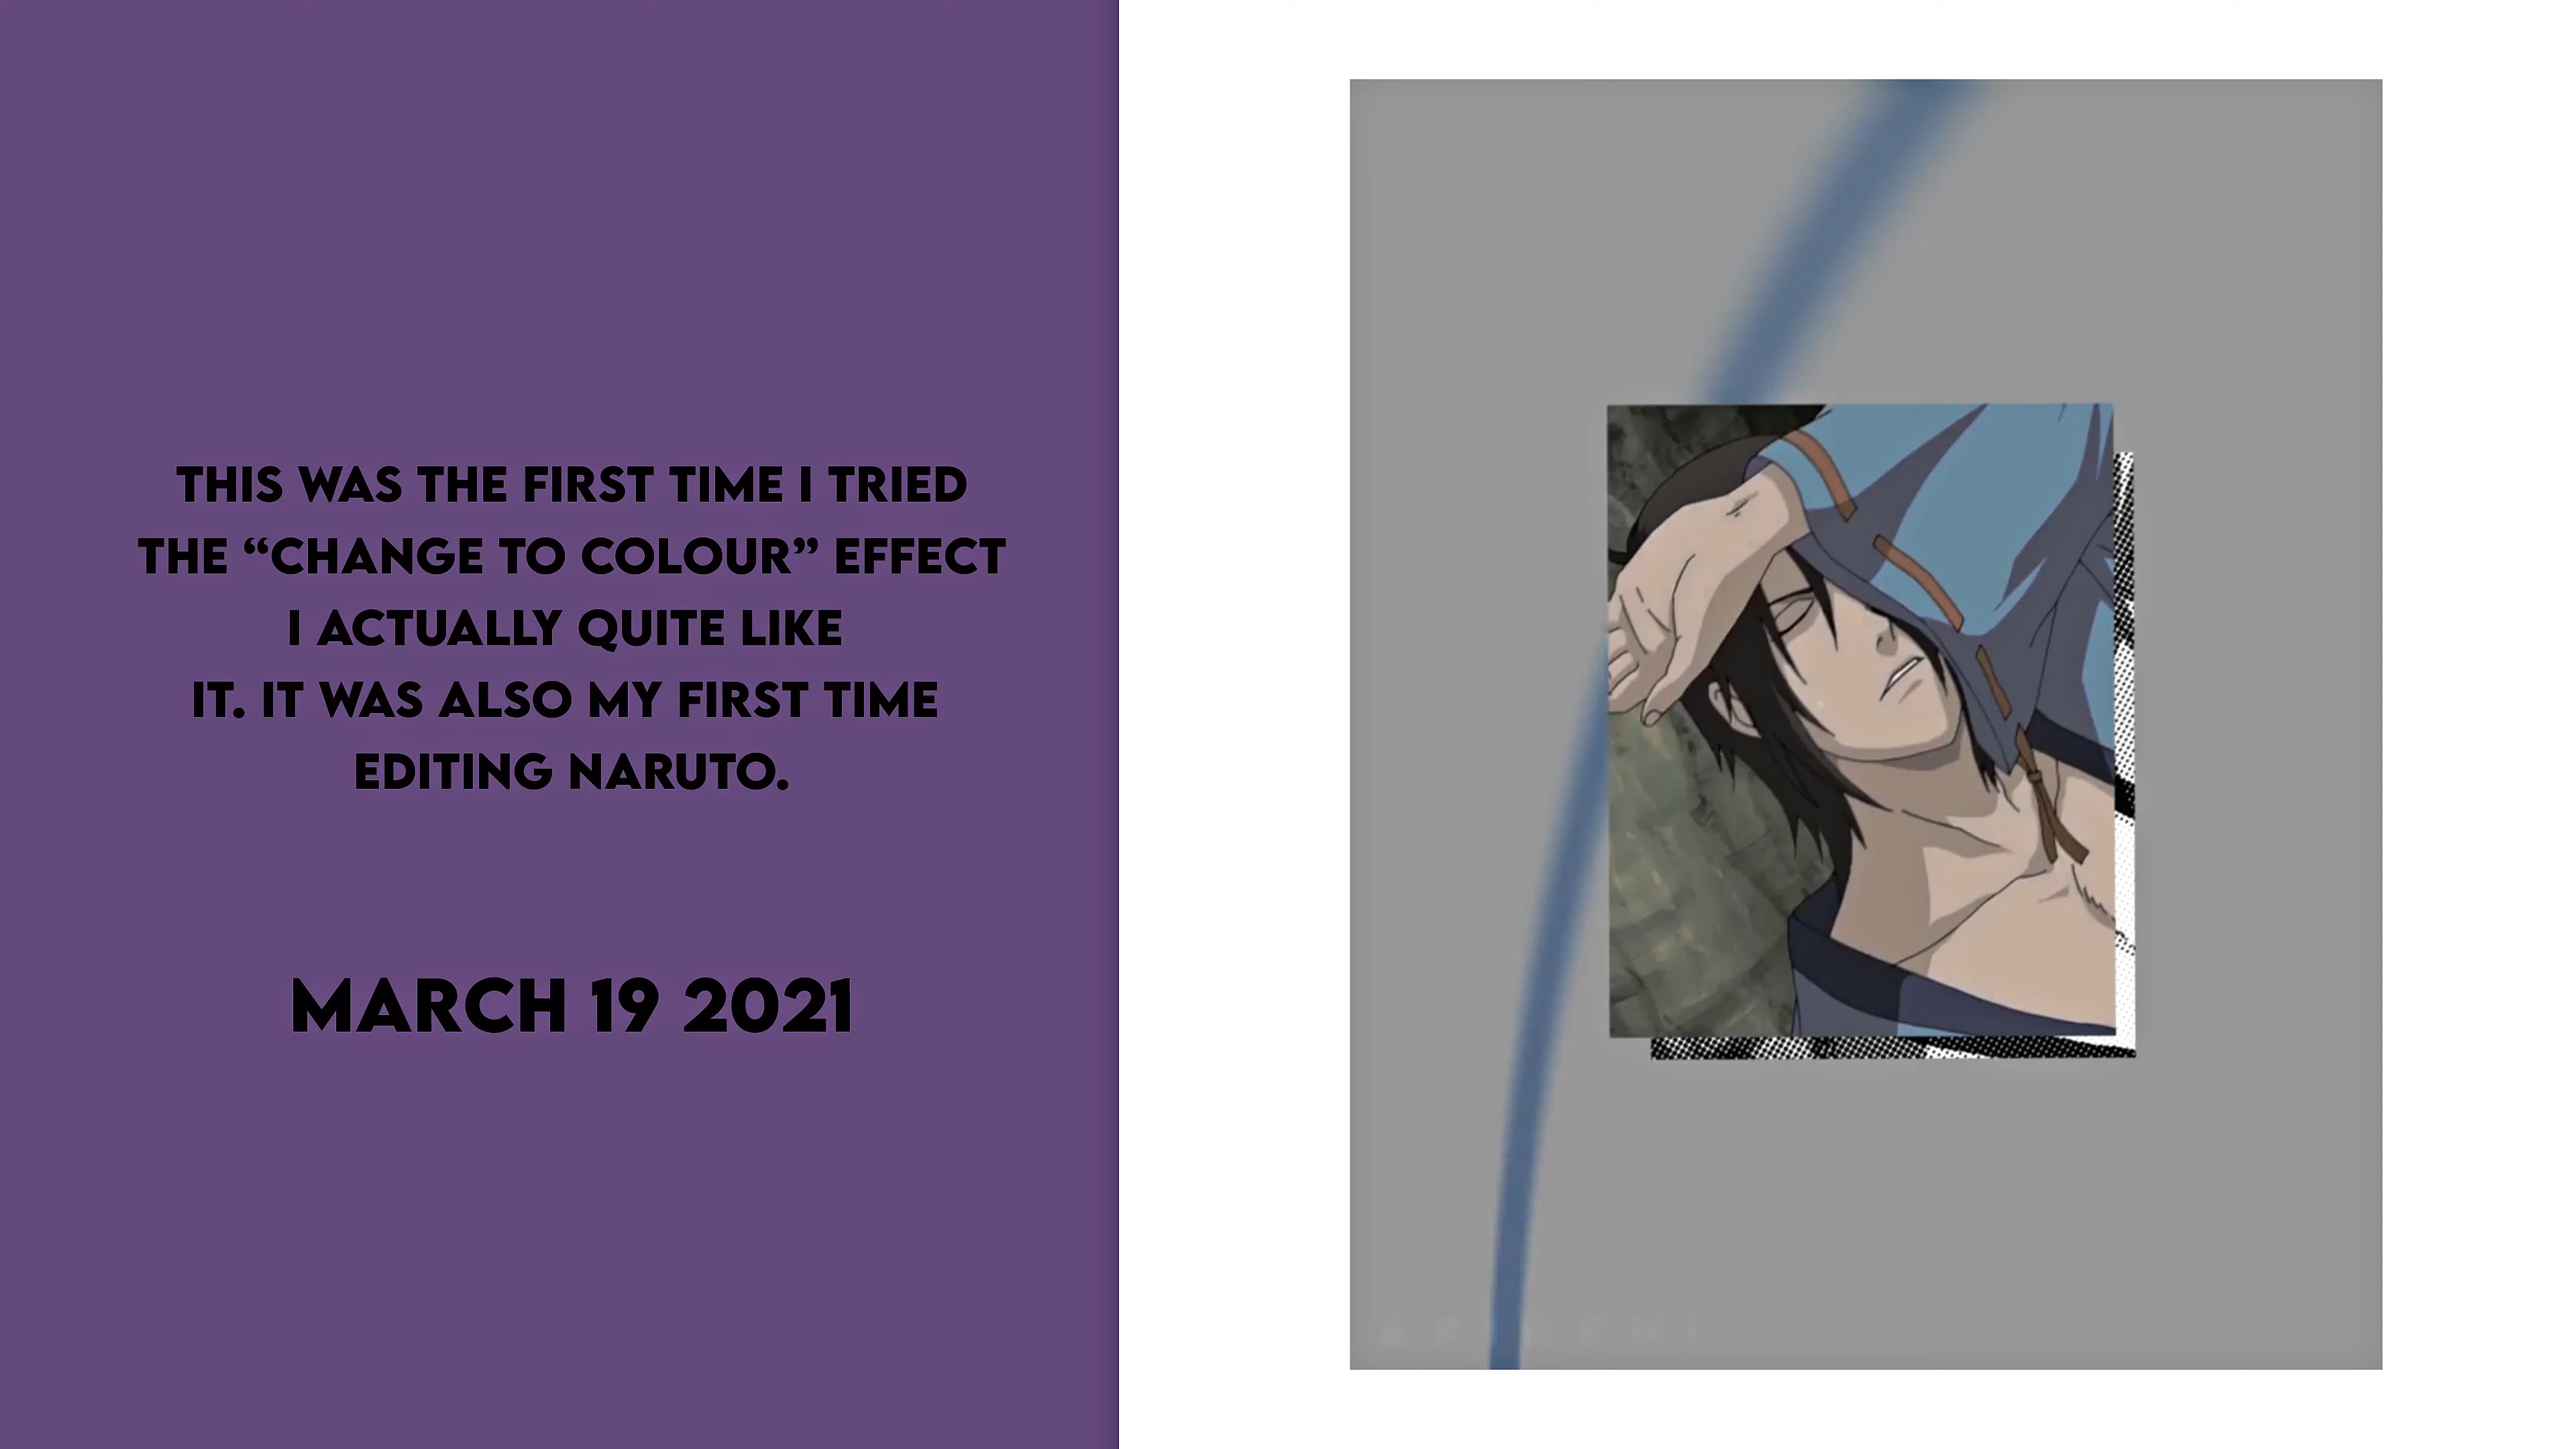 THIS WAS THE FIRST TIME I TRIED
THE “CHANGE TO COLOUR” EFFECT
I ACTUALLY QUITE LIKE
IT. IT WAS ALSO MY FIRST TIME
EDITING NARUTO.
MARCH 19 2021